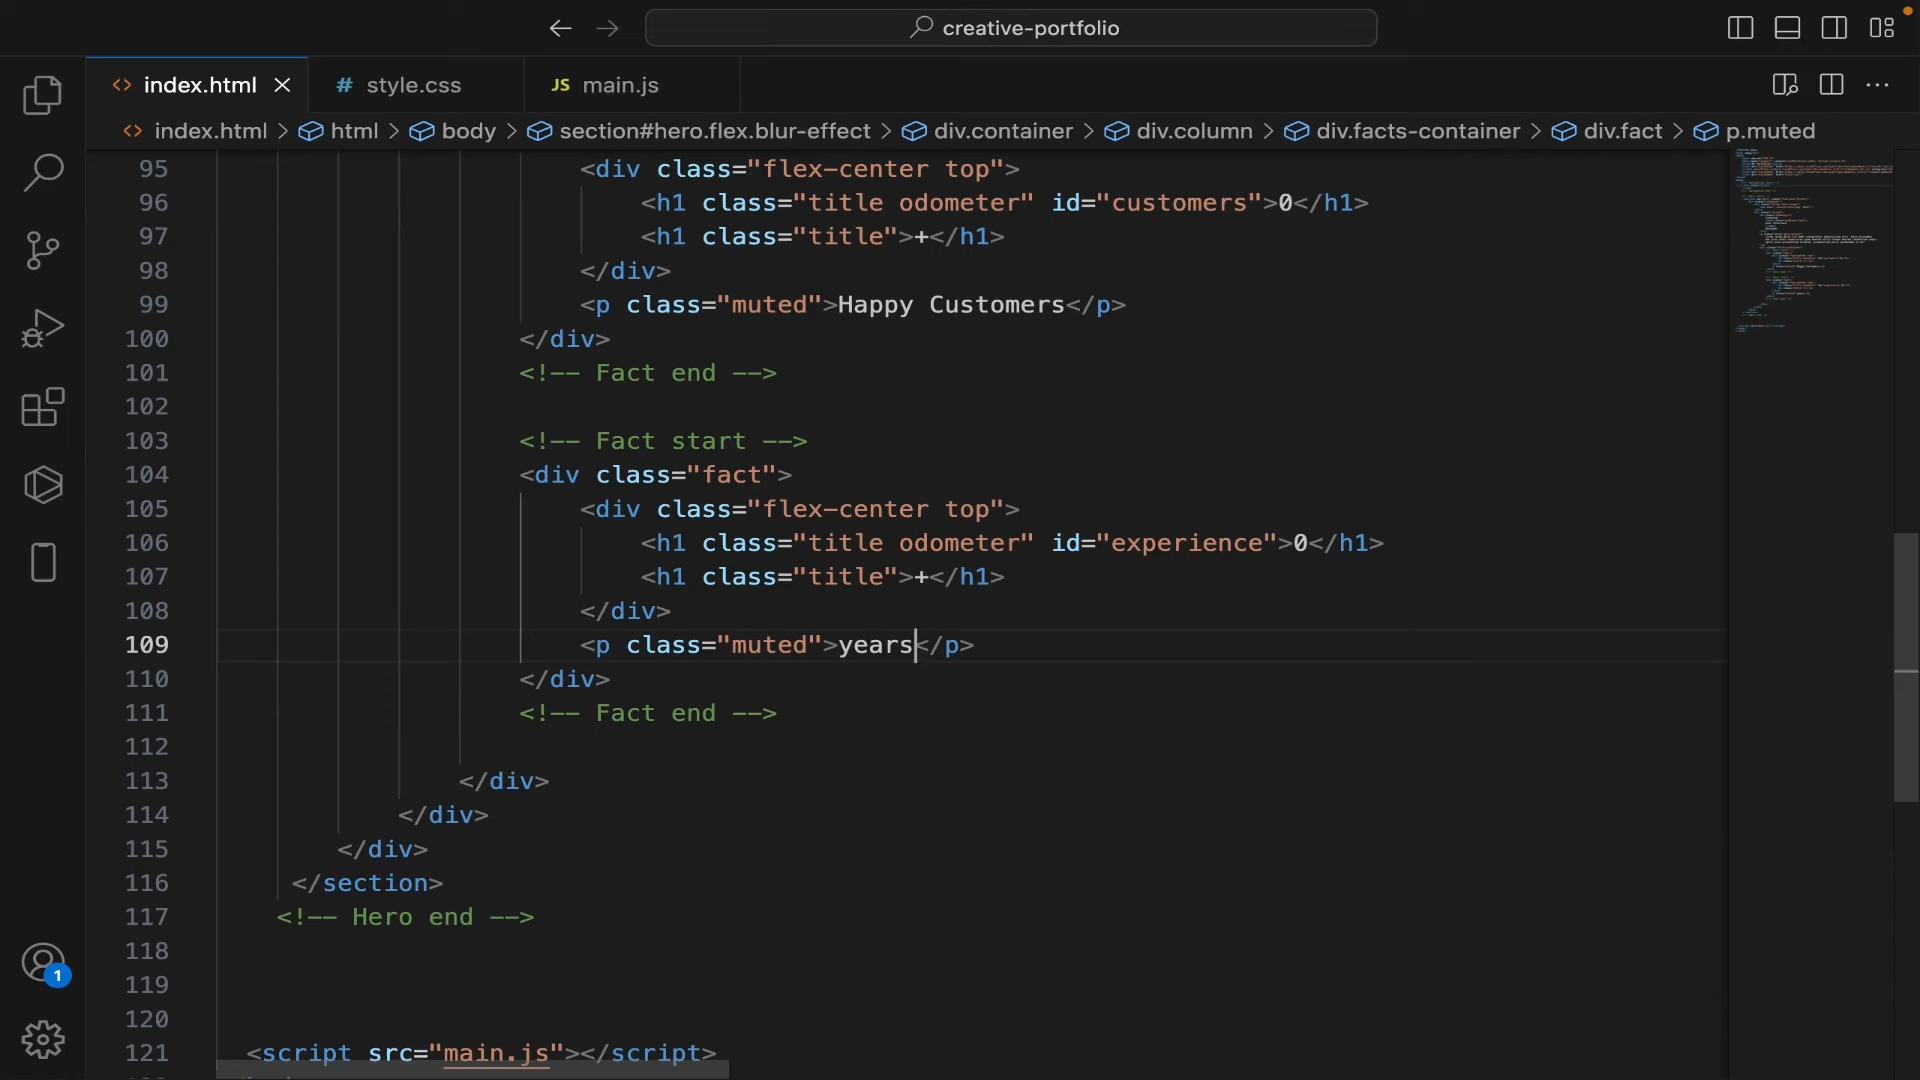 creative-portfolio
index.html
# style.css
JS main.js
index.html > html > body > section#hero.flex.blur-effect > div.container > div.column > div.facts-container > div.fact > p.muted
95 <div class="flex-center top">
96 <h1 class="title odometer" id="customers">0</h1>
97 <h1 class="title">+</h1>
98 </div>
99 <p class="muted">Happy Customers</p>
100 </div>
101 <!-- Fact end -->
102
103 <!-- Fact start -->
104 <div class="fact">
105 <div class="flex-center top">
106 <h1 class="title odometer" id="experience">0</h1>
107 <h1 class="title">+</h1>
108 </div>
109 <p class="muted">years</p>
110 </div>
111 <!-- Fact end -->
112
113 </div>
114 </div>
115 </div>
116 </section>
117 <!-- Hero end -->
118
119
120
121 <script src="main.js"></script>
1